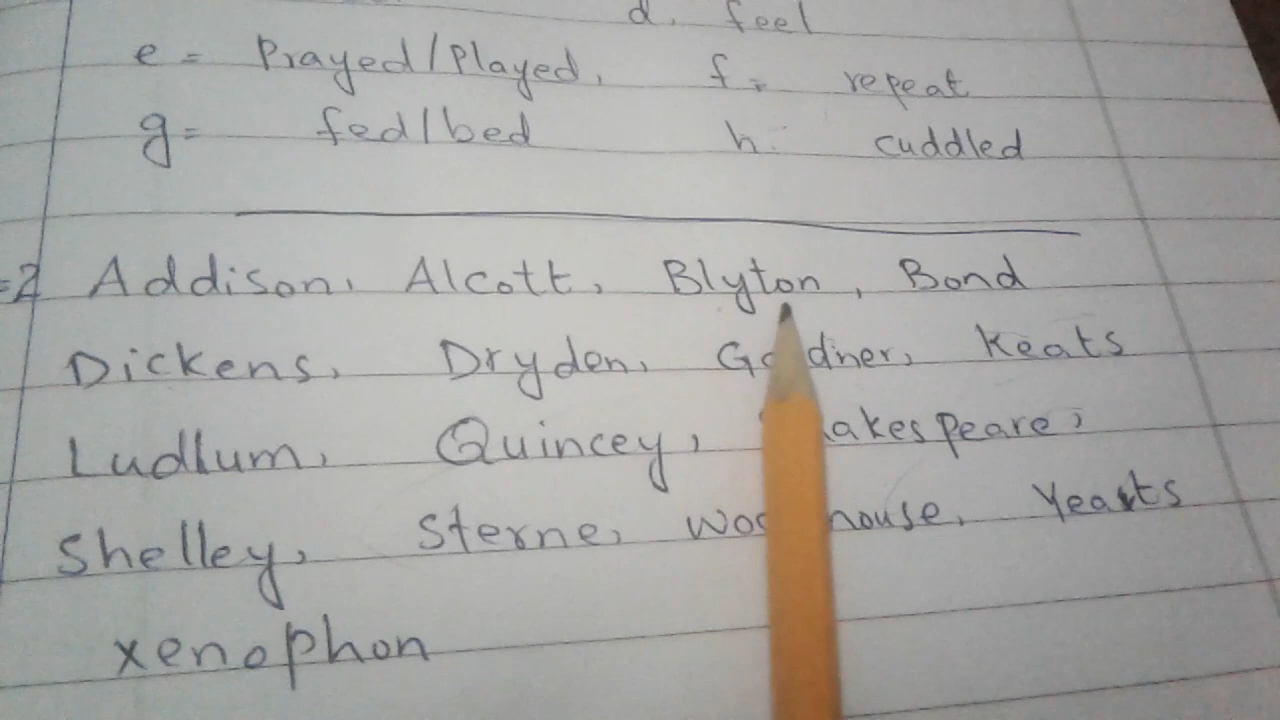 d. feel
e = Prayed/Played, f = repeat
g = fed/bed h. cuddled
=2 Addison, Alcott, Blyton, Bond
Dickens, Dryden, Keats
Ludlum, Quincey,
Shelley, Sterne, Yeats
xenophon